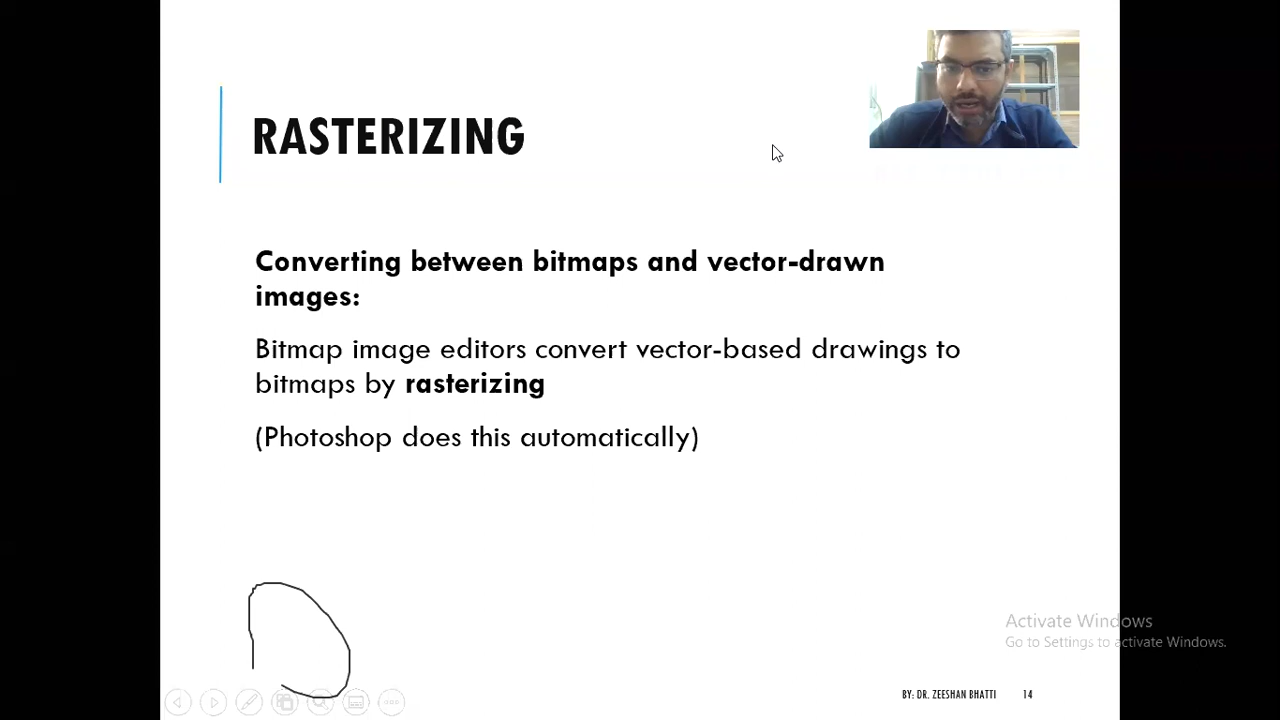 RASTERIZING
Converting between bitmaps and vector-drawn
images:
Bitmap image editors convert vector-based drawings to
bitmaps by rasterizing
(Photoshop does this automatically)
Activate Windows
Go to Settings to activate Windows.
BY: DR. ZEESHAN BHATTI 14